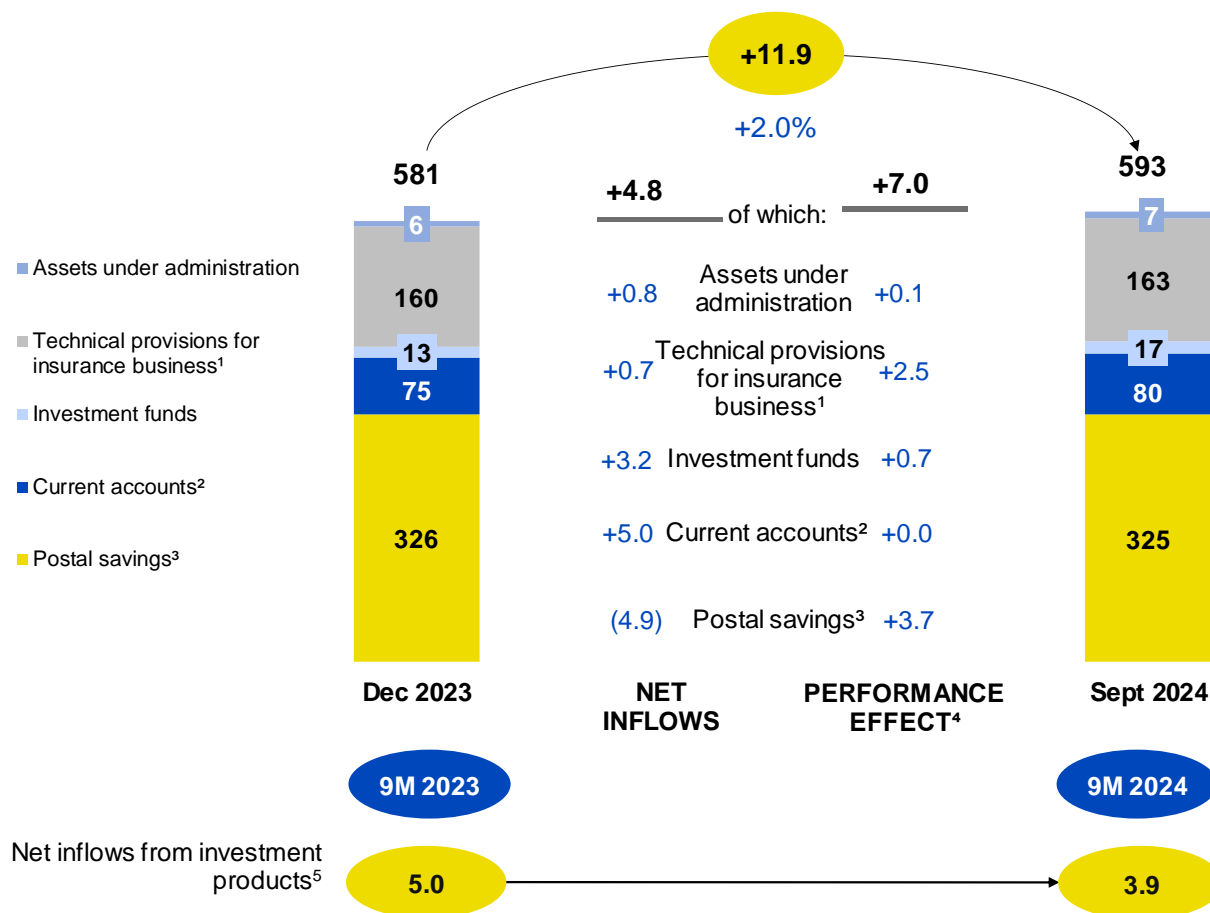 +11.9
+2.0%
581
593
+4.8
of which:
+7.0
6
7
Assets under administration
160
163
Assets under
administration
+0.8
+0.1
Technical provisions for
insurance business¹
13
17
Technical provisions
for insurance
business¹
+0.7
+2.5
75
80
Investment funds
+3.2 Investment funds +0.7
Current accounts²
+5.0 Current accounts² +0.0
326
325
Postal savings³
(4.9) Postal savings³ +3.7
Dec 2023
NET
INFLOWS
PERFORMANCE
EFFECT⁴
Sept 2024
9M 2023
9M 2024
Net inflows from investment
products⁵
5.0
3.9